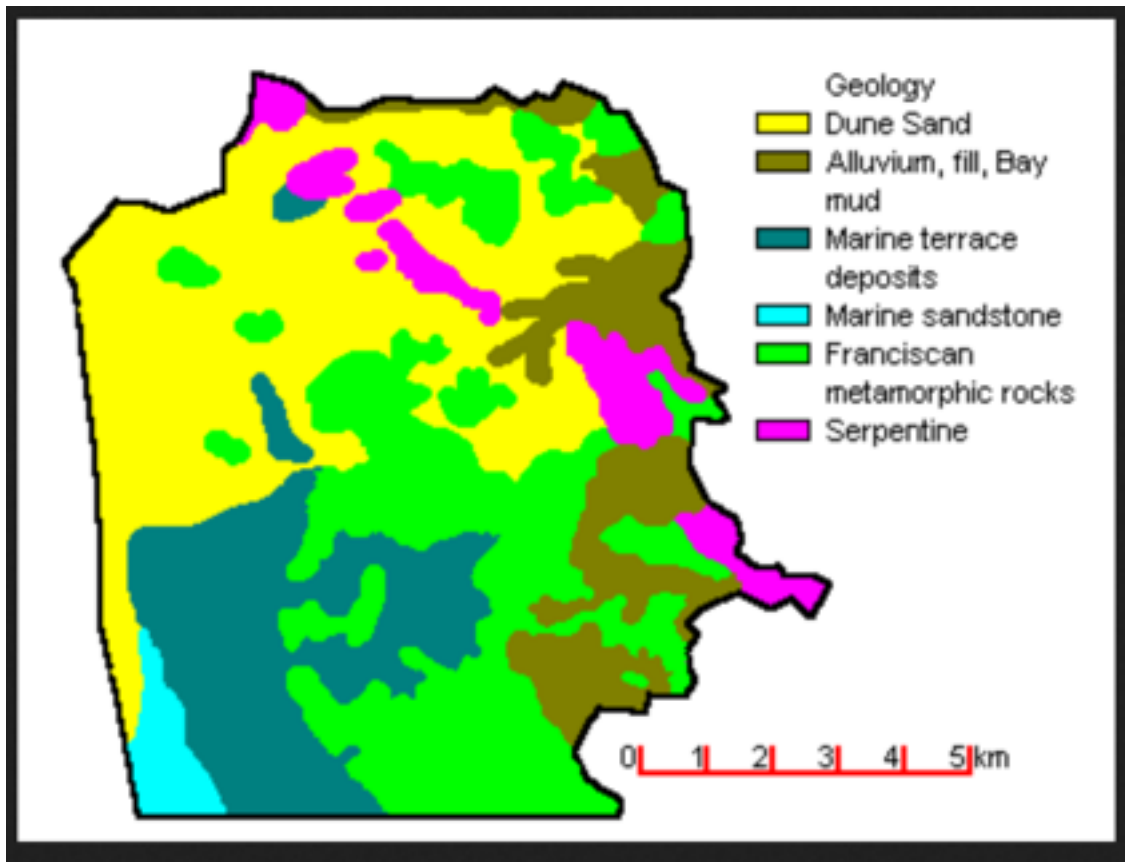 Geology
Dune Sand
Alluvium, fill, Bay
mud
Marine terrace
deposits
Marine sandstone
Franciscan
metamorphic rocks
Serpentine
0 1 2 3 4 5 km